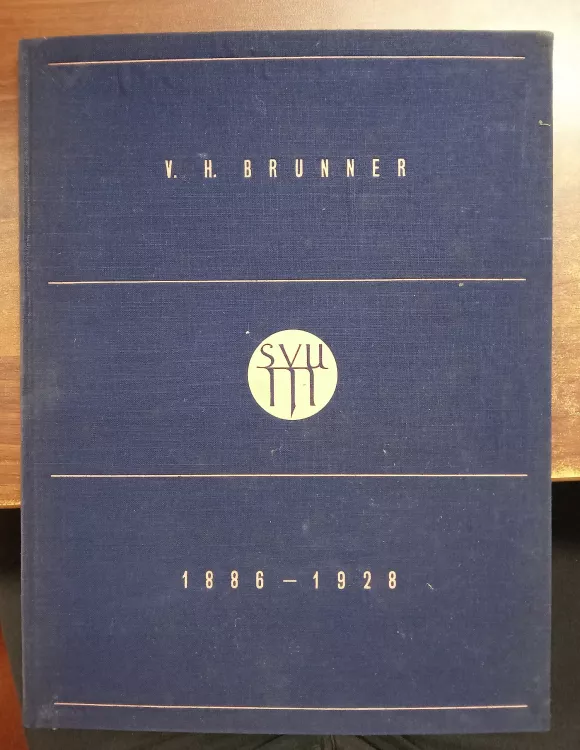 V. H. BRUNNER
SVU
M
1886 – 1928